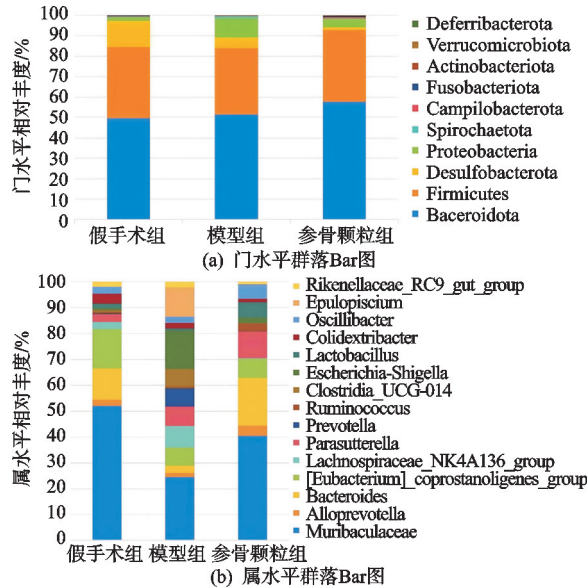 门水平相对丰度/%
100
90
80
70
60
50
40
30
20
10
0
假手术组 模型组 参骨颗粒组
Deferribacterota
Verrucomicrobiota
Actinobacteriota
Fusobacteriota
Campilobacterota
Spirochaetota
Proteobacteria
Desulfobacterota
Firmicutes
Baceroidota
(a) 门水平群落Bar图
属水平相对丰度/%
100
90
80
70
60
50
40
30
20
10
0
假手术组 模型组 参骨颗粒组
Rikenellaceae_RC9_gut_group
Epulopiscium
Oscillibacter
Colidextribacter
Lactobacillus
Escherichia-Shigella
Clostridia_UCG-014
Ruminococcus
Prevotella
Parasutterella
Lachnospiraceae_NK4A136_group
[Eubacterium]_coprostanoligenes_group
Bacteroides
Alloprevotella
Muribaculaceae
(b) 属水平群落Bar图